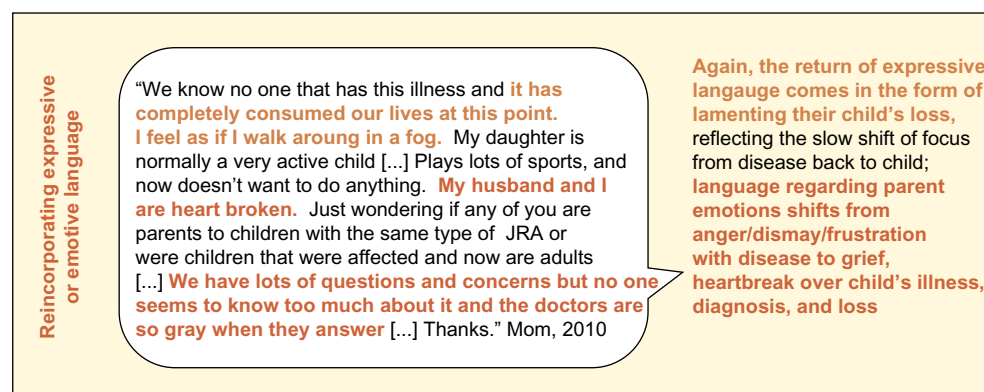 Reincorporating expressive
or emotive language
“We know no one that has this illness and it has
completely consumed our lives at this point.
I feel as if I walk aroung in a fog. My daughter is
normally a very active child [...] Plays lots of sports, and
now doesn’t want to do anything. My husband and I
are heart broken. Just wondering if any of you are
parents to children with the same type of JRA or
were children that were affected and now are adults
[...] We have lots of questions and concerns but no one
seems to know too much about it and the doctors are
so gray when they answer [...] Thanks.” Mom, 2010
Again, the return of expressive
langauge comes in the form of
lamenting their child’s loss,
reflecting the slow shift of focus
from disease back to child;
language regarding parent
emotions shifts from
anger/dismay/frustration
with disease to grief,
heartbreak over child’s illness,
diagnosis, and loss